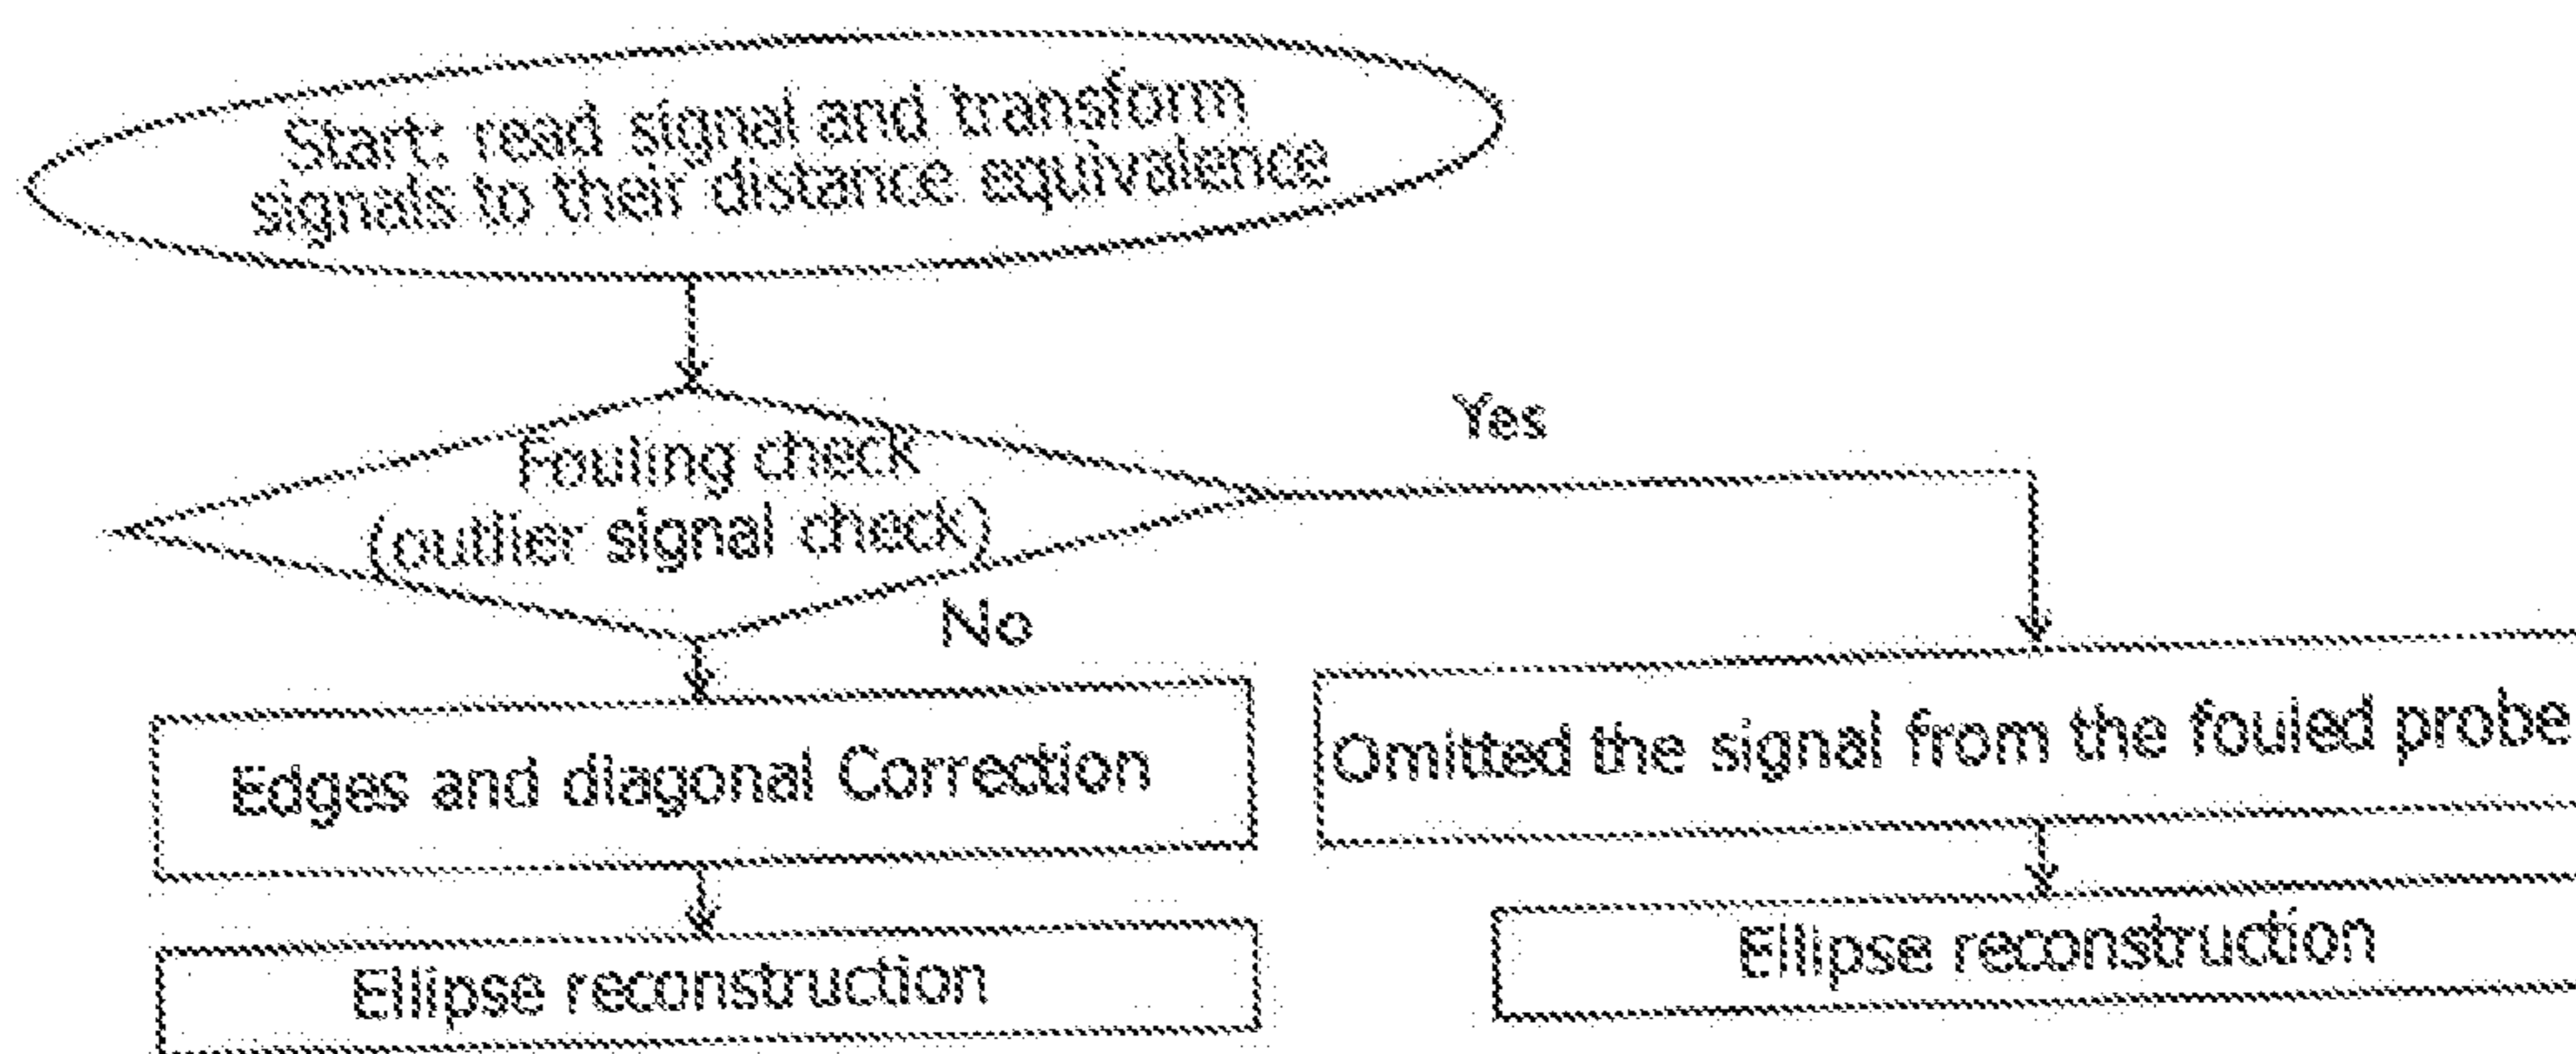 Start: read signal and transform
signals to their distance equivalence
Fouling check
(outlier signal check)
Yes
No
Edges and diagonal Correction
Omitted the signal from the fouled probe
Ellipse reconstruction
Ellipse reconstruction